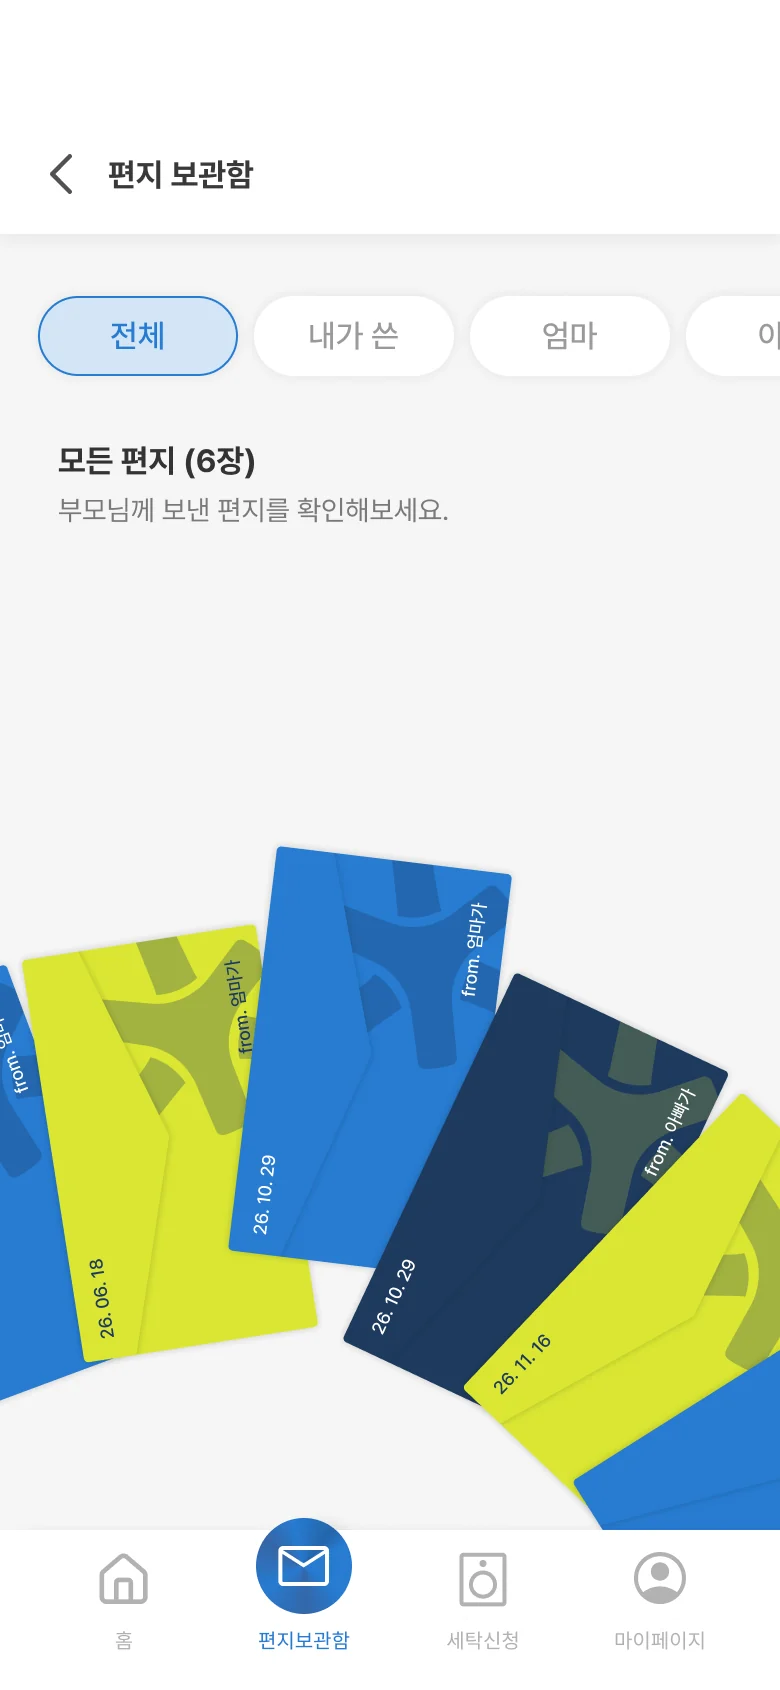 편지 보관함
전체
내가 쓴
엄마
모든 편지 (6장)
부모님께 보낸 편지를 확인해보세요.
from.
from. 엄마가
26. 06. 18
from. 엄마가
26. 10. 29
from. 아빠가
26. 10. 29
26. 11. 16
홈
편지보관함
세탁신청
마이페이지